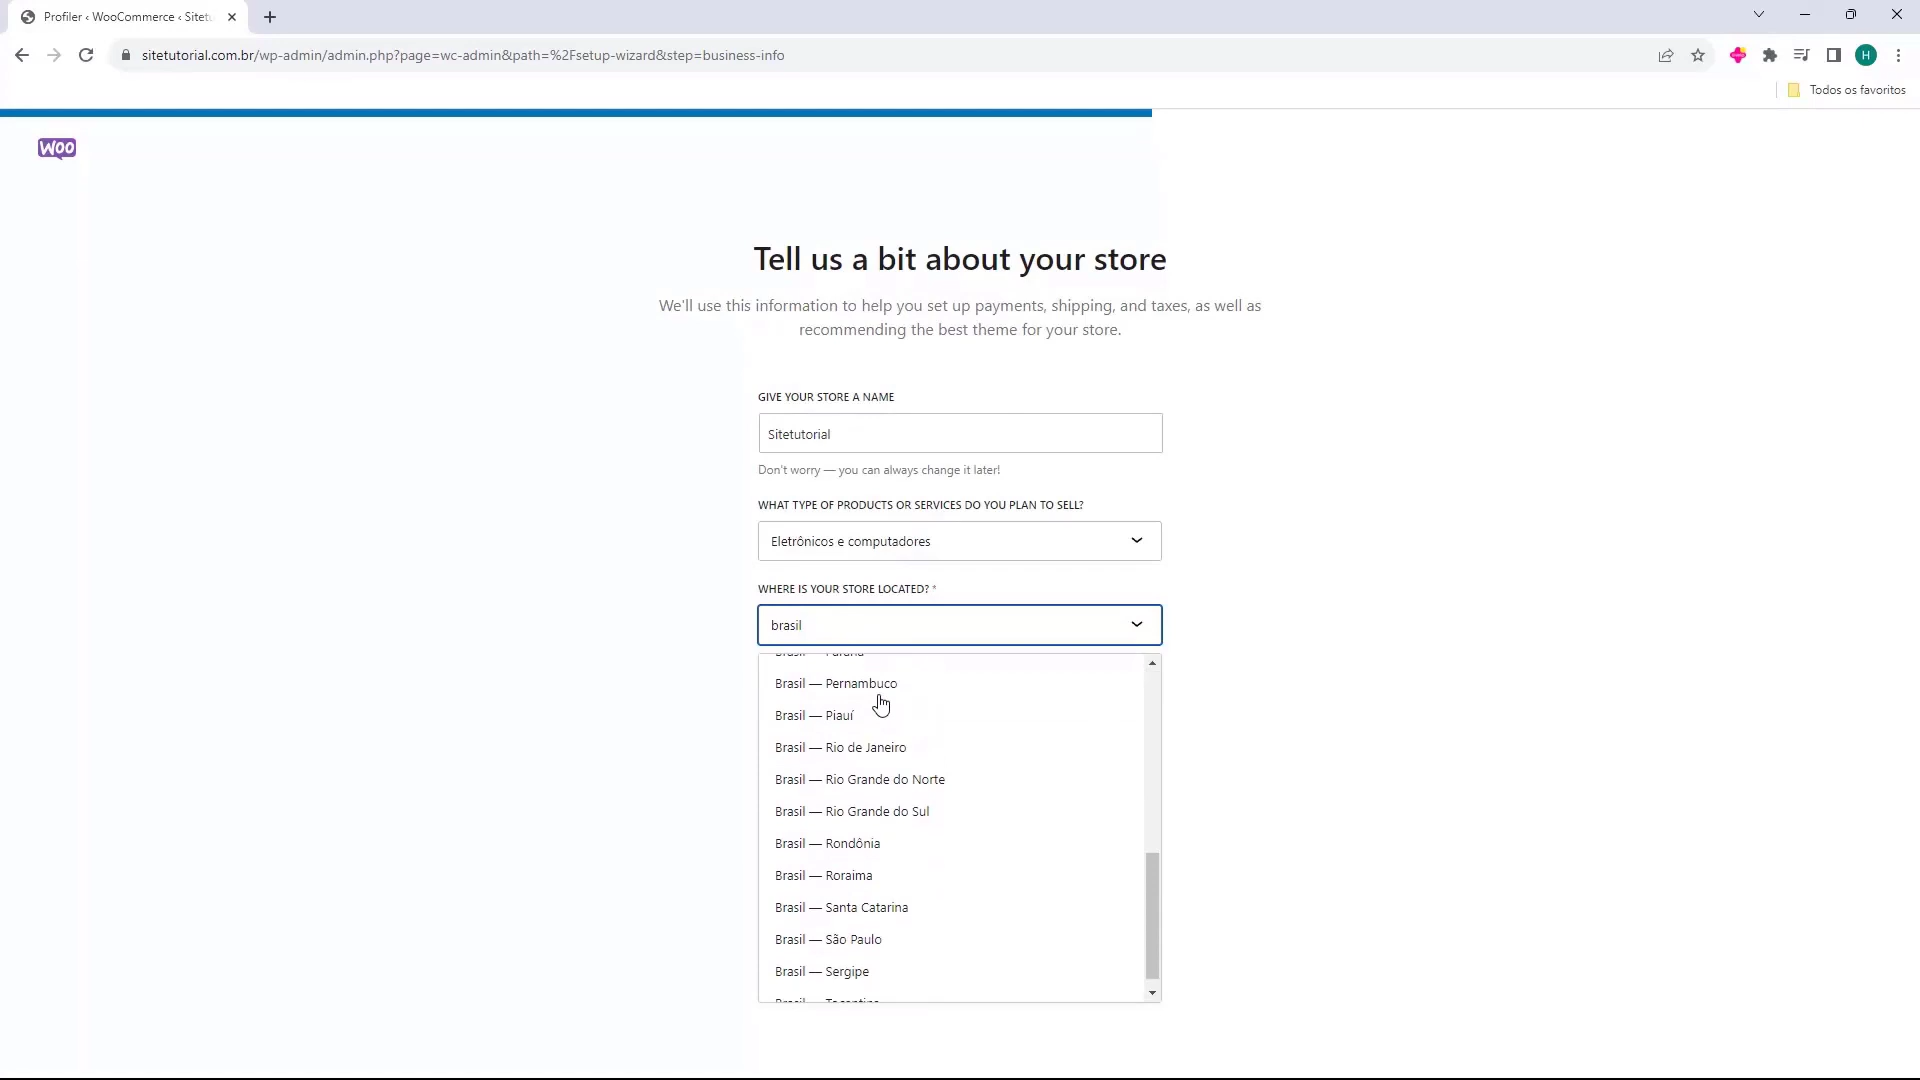 Profiler ‹ WooCommerce ‹ Sitetu
sitetutorial.com.br/wp-admin/admin.php?page=wc-admin&path=%2Fsetup-wizard&step=business-info
H
Todos os favoritos
Woo
Tell us a bit about your store
We'll use this information to help you set up payments, shipping, and taxes, as well as
recommending the best theme for your store.
GIVE YOUR STORE A NAME
Sitetutorial
Don't worry — you can always change it later!
WHAT TYPE OF PRODUCTS OR SERVICES DO YOU PLAN TO SELL?
Eletrônicos e computadores
WHERE IS YOUR STORE LOCATED? *
brasil
Brasil — Paraná
Brasil — Pernambuco
Brasil — Piauí
Brasil — Rio de Janeiro
Brasil — Rio Grande do Norte
Brasil — Rio Grande do Sul
Brasil — Rondônia
Brasil — Roraima
Brasil — Santa Catarina
Brasil — São Paulo
Brasil — Sergipe
Brasil — Tocantins